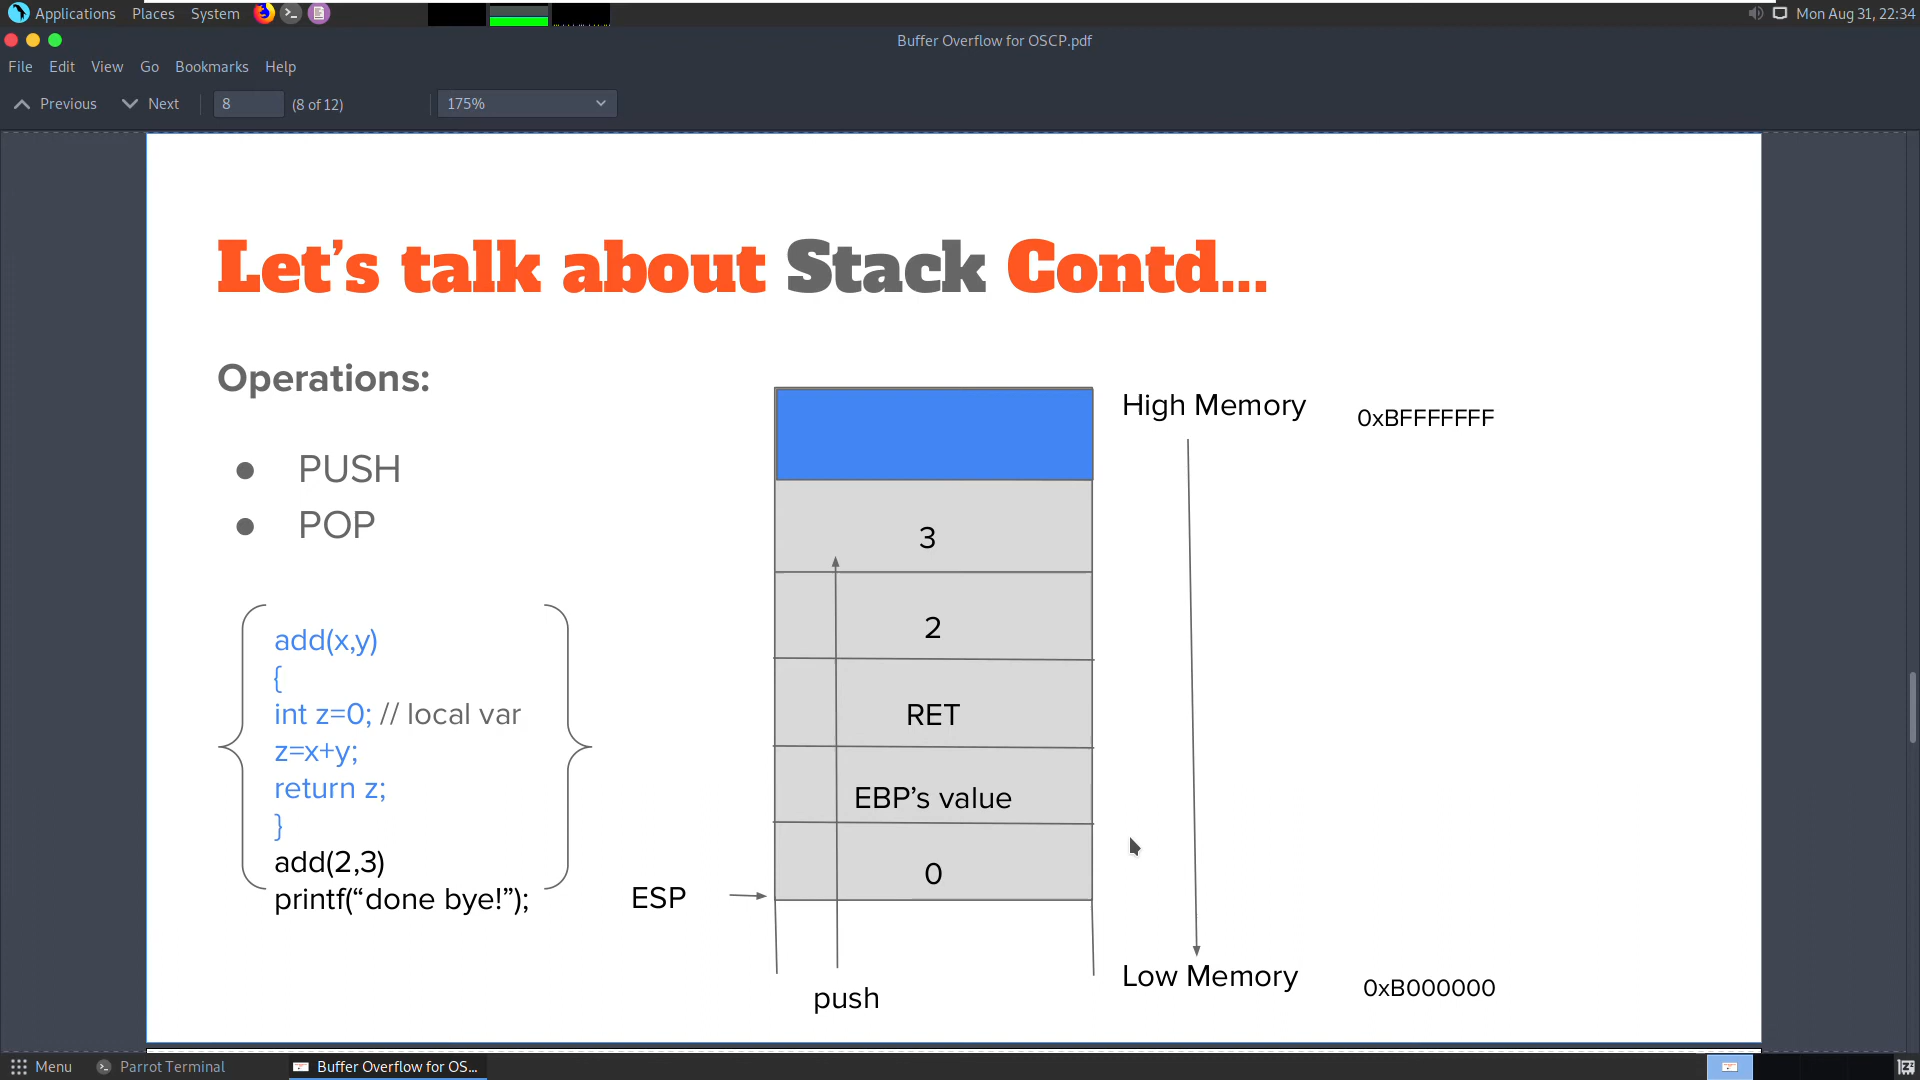 Applications Places System Mon Aug 31, 22:34
Buffer Overflow for OSCP.pdf
File Edit View Go Bookmarks Help
Previous Next 8 (8 of 12) 175%
Let's talk about Stack Contd...
Operations:
● PUSH
● POP
add(x,y)
{
int z=0; // local var
z=x+y;
return z;
}
add(2,3)
printf(“done bye!”);
ESP
3
2
RET
EBP’s value
0
push
High Memory
0xBFFFFFFF
Low Memory
0xB000000
Menu Parrot Terminal Buffer Overflow for OS...